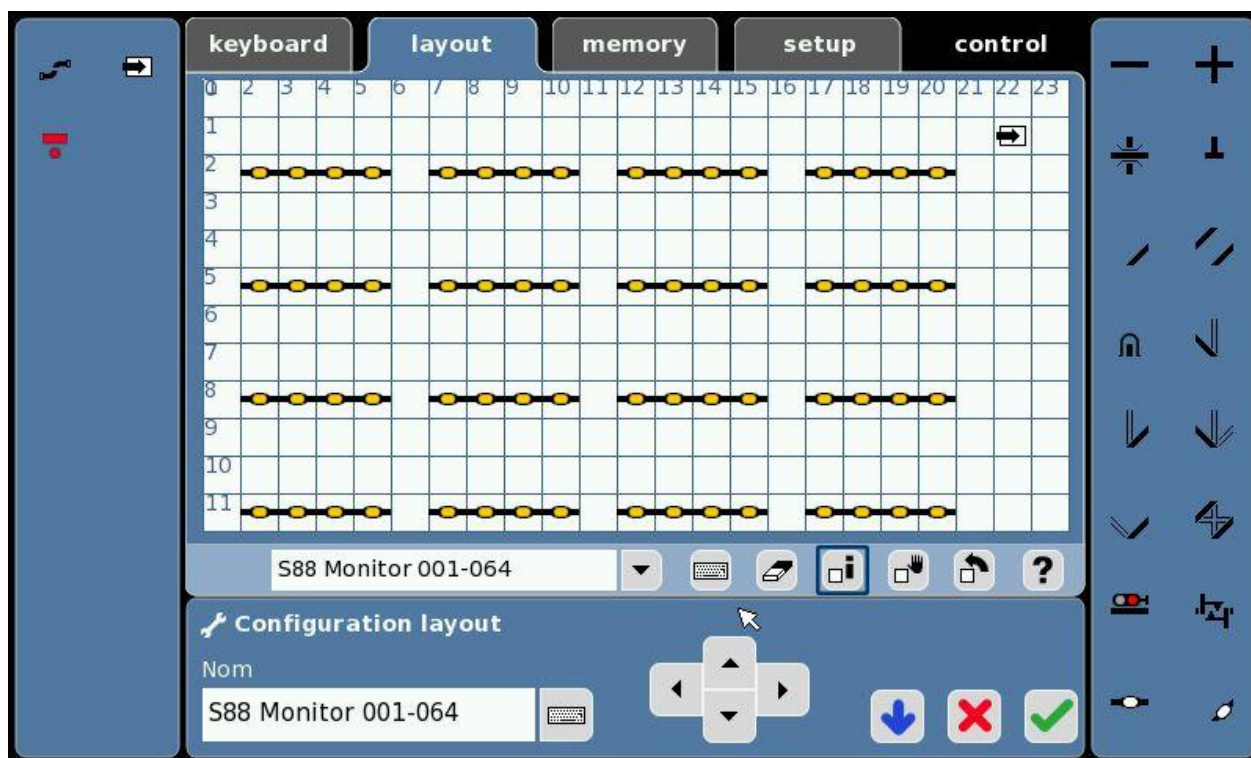 keyboard layout memory setup control
0 2 3 4 5 6 7 8 9 10 11 12 13 14 15 16 17 18 19 20 21 22 23
1
2
3
4
5
6
7
8
9
10
11
S88 Monitor 001-064
i
?
Configuration layout
Nom
S88 Monitor 001-064